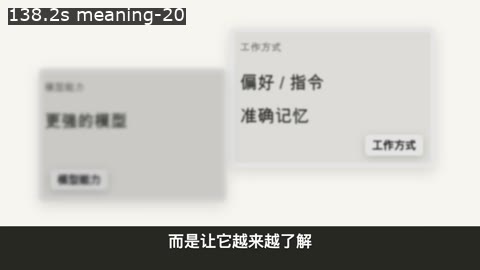 138.2s meaning-20
工作方式
偏好 / 指令
准确记忆
工作方式
模型能力
更强的模型
模型能力
而是让它越来越了解